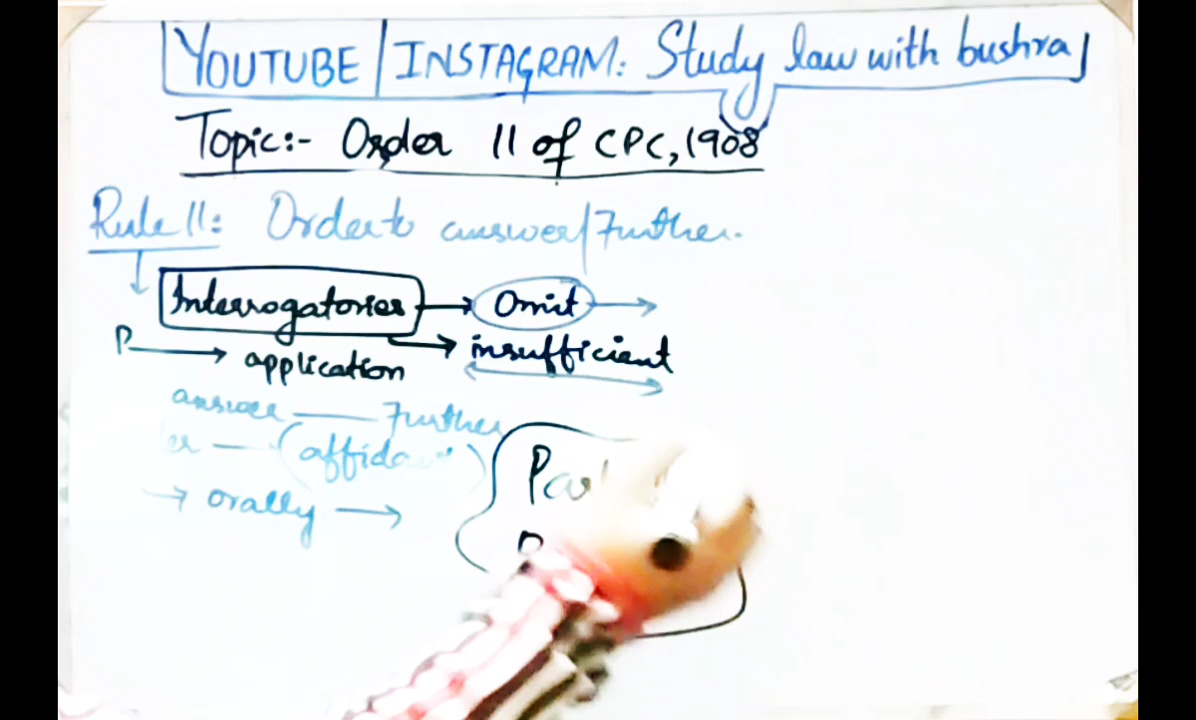 YOUTUBE | INSTAGRAM: Study law with bushra
Topic:- Order 11 of CPC, 1908
Rule 11: Order to answer/Further.
Interrogatories → Omit →
P → application → insufficient
answer — Further
→ orally →